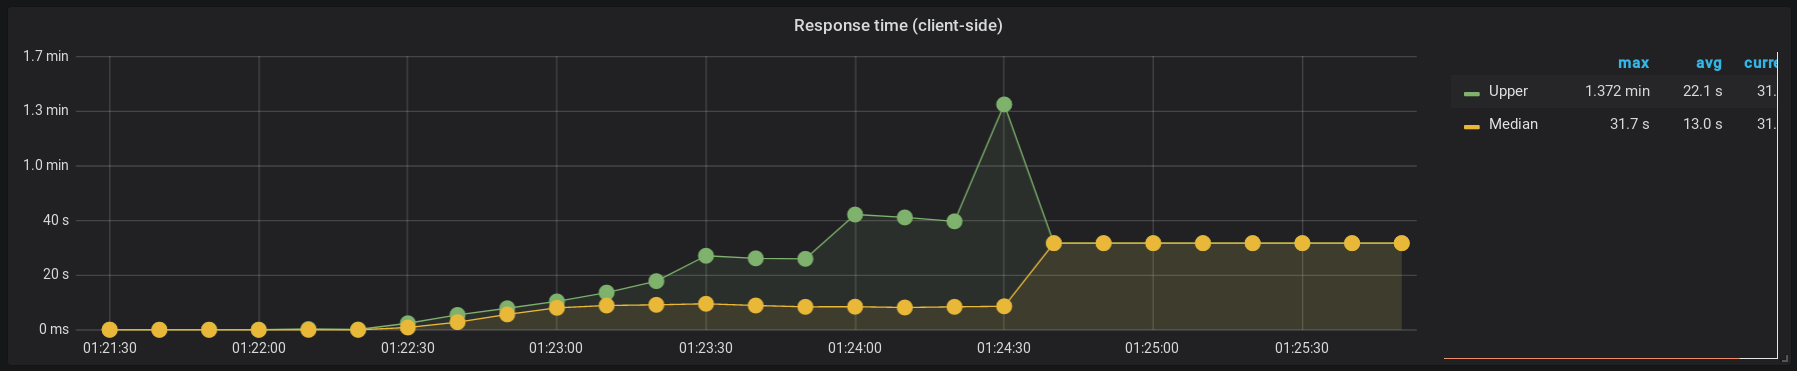 Response time (client-side)
1.7 min
1.3 min
1.0 min
40 s
20 s
0 ms
01:21:30 01:22:00 01:22:30 01:23:00 01:23:30 01:24:00 01:24:30 01:25:00 01:25:30
max avg curre
Upper 1.372 min 22.1 s 31.
Median 31.7 s 13.0 s 31.